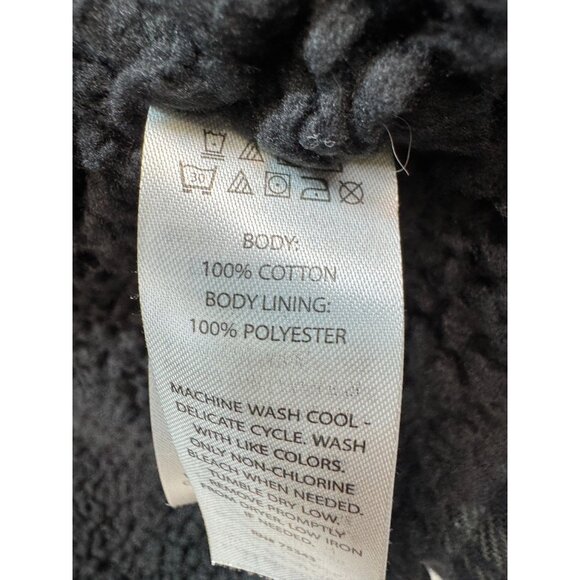 30
BODY:
100% COTTON
BODY LINING:
100% POLYESTER
MACHINE WASH COOL -
DELICATE CYCLE. WASH
WITH LIKE COLORS.
ONLY NON-CHLORINE
BLEACH WHEN NEEDED.
TUMBLE DRY LOW.
REMOVE PROMPTLY
FROM DRYER. LOW IRON
IF NEEDED.